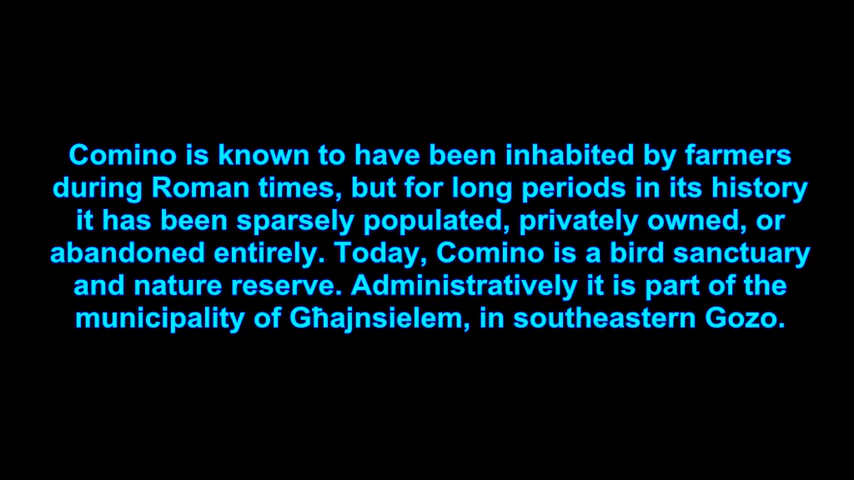 Comino is known to have been inhabited by farmers
during Roman times, but for long periods in its history
it has been sparsely populated, privately owned, or
abandoned entirely. Today, Comino is a bird sanctuary
and nature reserve. Administratively it is part of the
municipality of Għajnsielem, in southeastern Gozo.